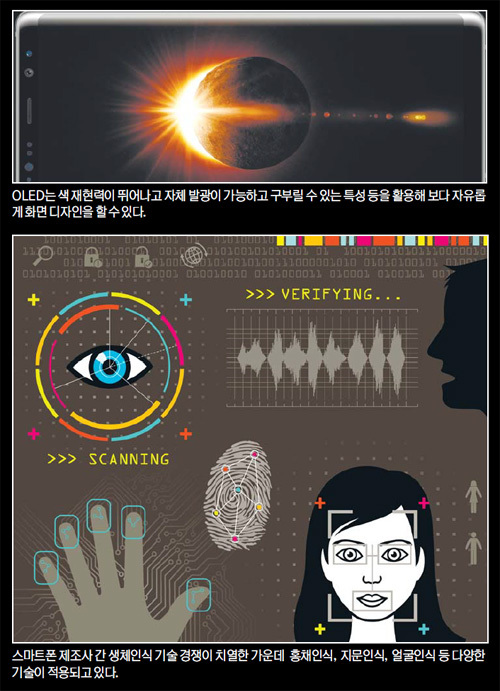 OLED는 색 재현력이 뛰어나고 자체 발광이 가능하고 구부릴 수 있는 특성 등을 활용해 보다 자유롭
게 화면 디자인을 할 수 있다.
>>> VERIFYING...
>>> SCANNING
스마트폰 제조사 간 생체인식 기술 경쟁이 치열한 가운데 홍채인식, 지문인식, 얼굴인식 등 다양한
기술이 적용되고 있다.